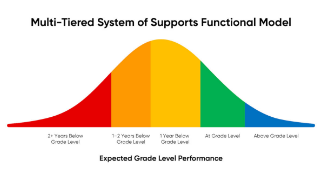 Multi-Tiered System of Supports Functional Model
2+ Years Below
Grade Level
1-2 Years Below
Grade Level
1 Year Below
Grade Level
At Grade Level
Above Grade Level
Expected Grade Level Performance